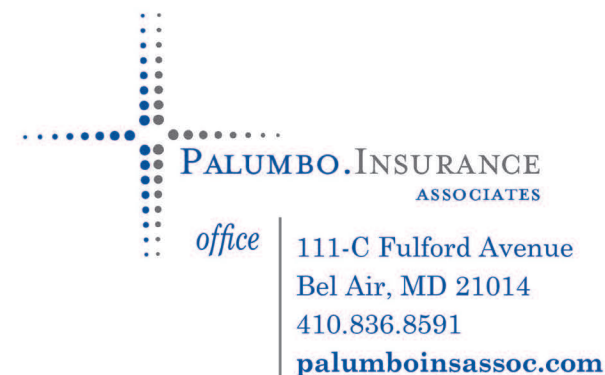 PALUMBO.INSURANCE
ASSOCIATES
office
111-C Fulford Avenue
Bel Air, MD 21014
410.836.8591
palumboinsassoc.com